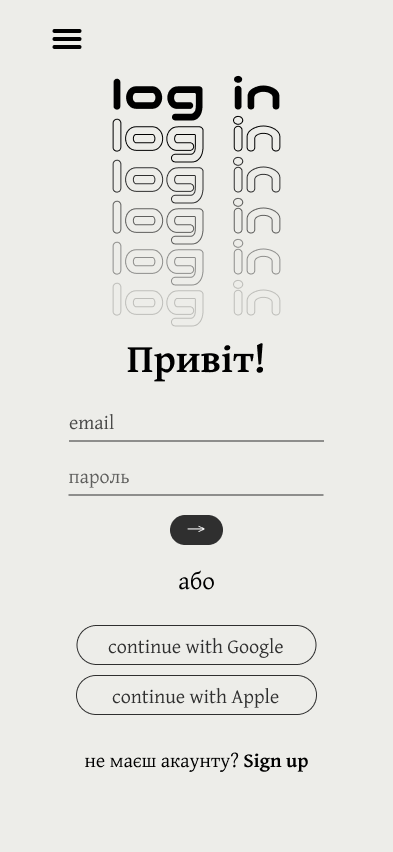 log in
log in
log in
log in
log in
log in
Привіт!
email
пароль
→
або
continue with Google
continue with Apple
не маєш акаунту? Sign up